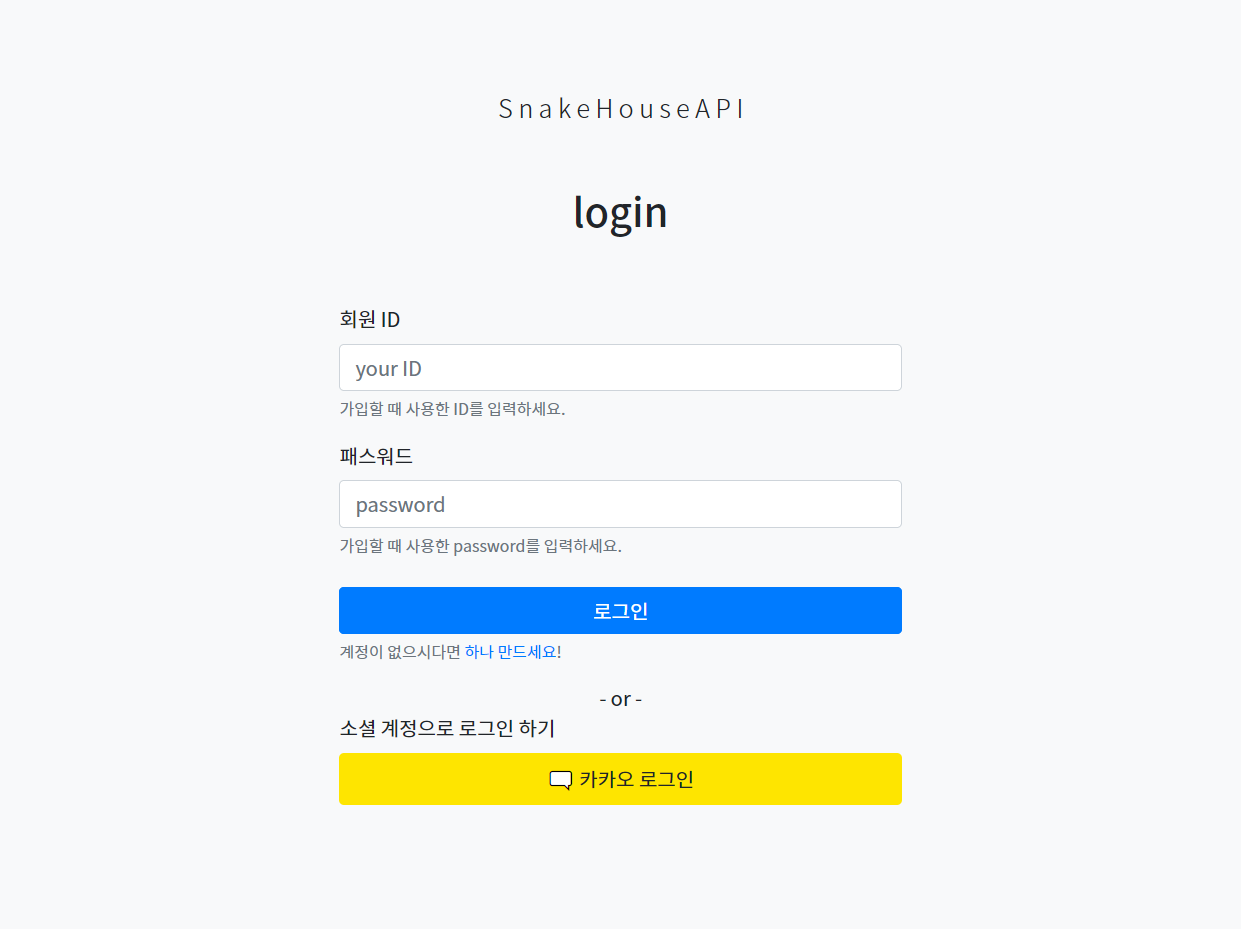 SnakeHouseAPI
login
회원 ID
your ID
가입할 때 사용한 ID를 입력하세요.
패스워드
password
가입할 때 사용한 password를 입력하세요.
로그인
계정이 없으시다면 하나 만드세요!
- or -
소셜 계정으로 로그인 하기
카카오 로그인